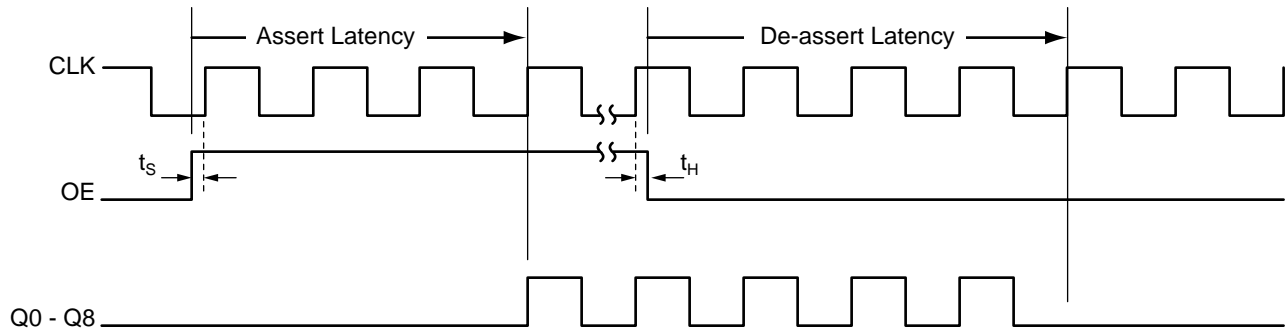 Assert Latency
De-assert Latency
CLK
tS
tH
OE
Q0 - Q8